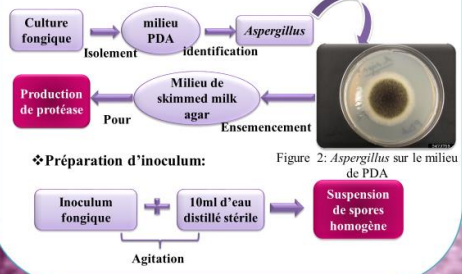 Culture
fongique
Isolement
milieu
PDA
identification
Aspergillus
Production
de protéase
Pour
Milieu de
skimmed milk
agar
Ensemencement
Figure 2: Aspergillus sur le milieu
de PDA
❖Préparation d'inoculum:
Inoculum
fongique
10ml d'eau
distillé stérile
Agitation
Suspension
de spores
homogène